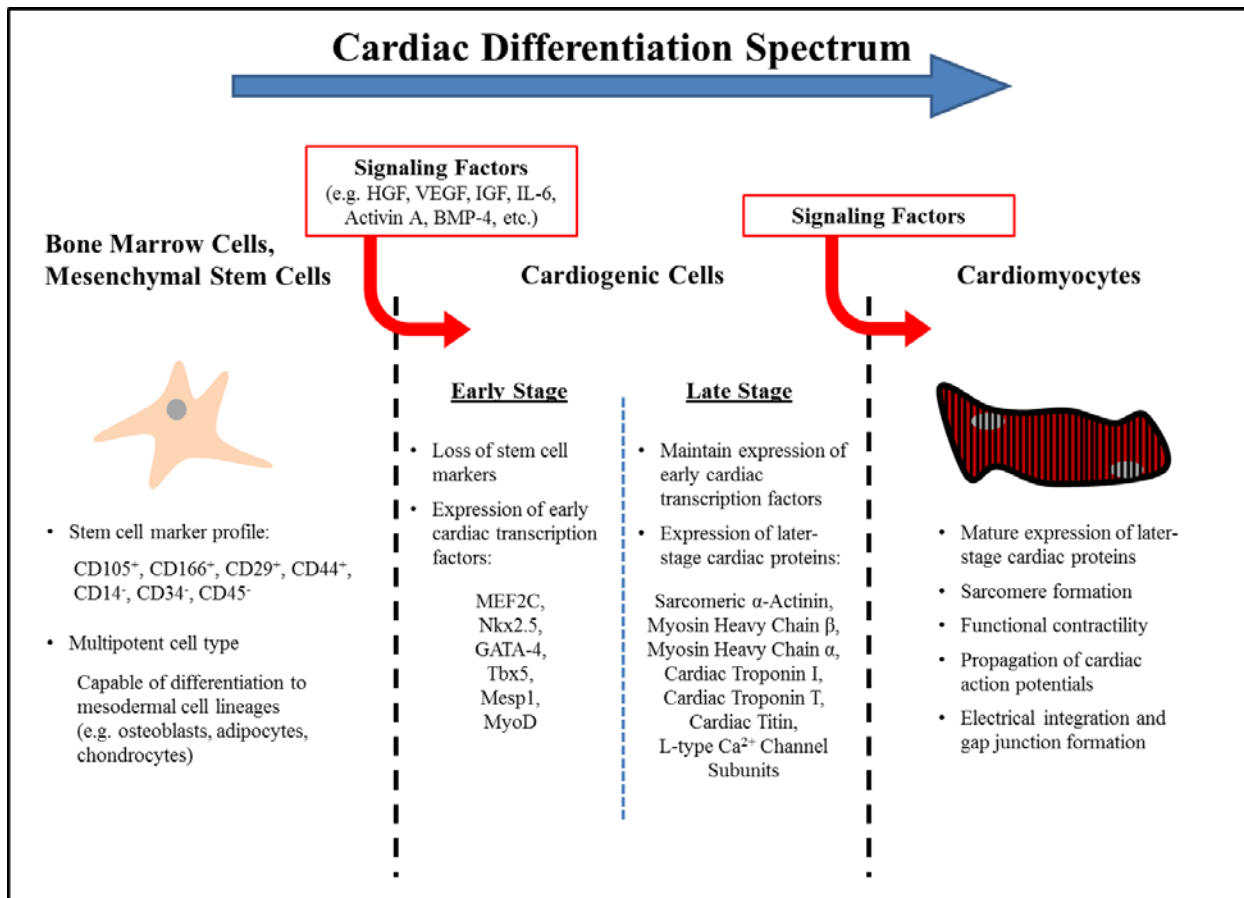 Cardiac Differentiation Spectrum
Signaling Factors
(e.g. HGF, VEGF, IGF, IL-6,
Activin A, BMP-4, etc.)
Signaling Factors
Bone Marrow Cells,
Mesenchymal Stem Cells
Cardiogenic Cells
Cardiomyocytes
• Stem cell marker profile:
CD105⁺, CD166⁺, CD29⁺, CD44⁺,
CD14⁻, CD34⁻, CD45⁻
• Multipotent cell type
Capable of differentiation to
mesodermal cell lineages
(e.g. osteoblasts, adipocytes,
chondrocytes)
Early Stage
• Loss of stem cell
markers
• Expression of early
cardiac transcription
factors:
MEF2C,
Nkx2.5,
GATA-4,
Tbx5,
Mesp1,
MyoD
Late Stage
• Maintain expression of
early cardiac
transcription factors
• Expression of later-
stage cardiac proteins:
Sarcomeric α-Actinin,
Myosin Heavy Chain β,
Myosin Heavy Chain α,
Cardiac Troponin I,
Cardiac Troponin T,
Cardiac Titin,
L-type Ca²⁺ Channel
Subunits
• Mature expression of later-
stage cardiac proteins
• Sarcomere formation
• Functional contractility
• Propagation of cardiac
action potentials
• Electrical integration and
gap junction formation